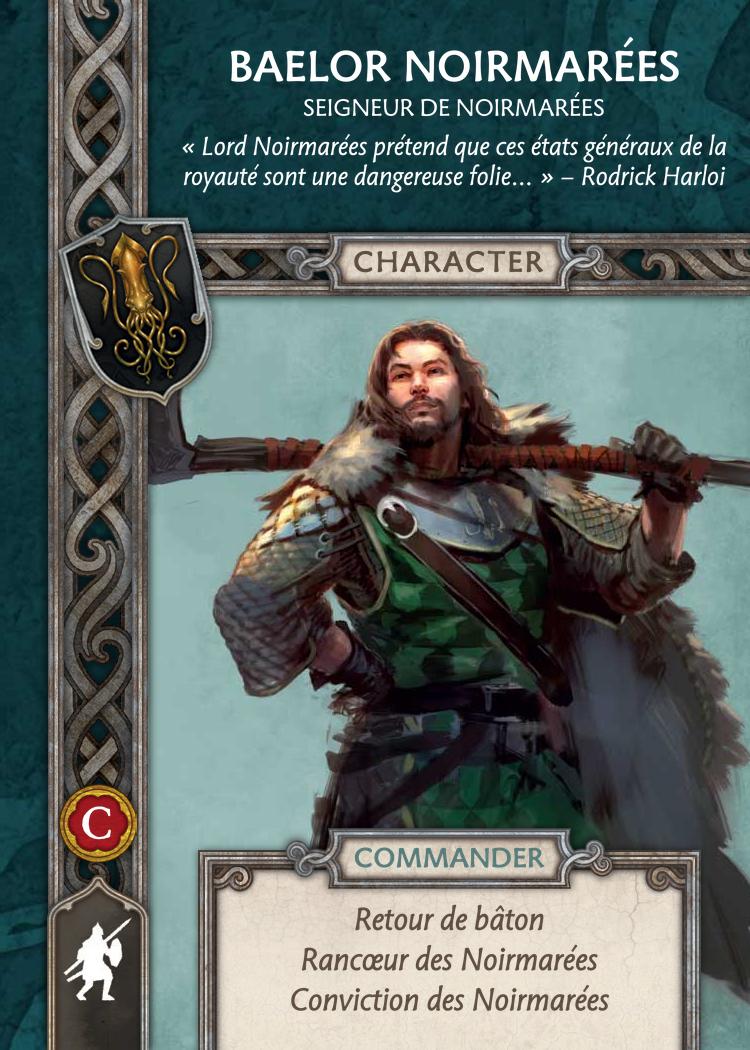 BAELOR NOIRMARÉES
SEIGNEUR DE NOIRMARÉES
« Lord Noirmarées prétend que ces états généraux de la
royauté sont une dangereuse folie… » – Rodrick Harloi
CHARACTER
C
COMMANDER
Retour de bâton
Rancœur des Noirmarées
Conviction des Noirmarées